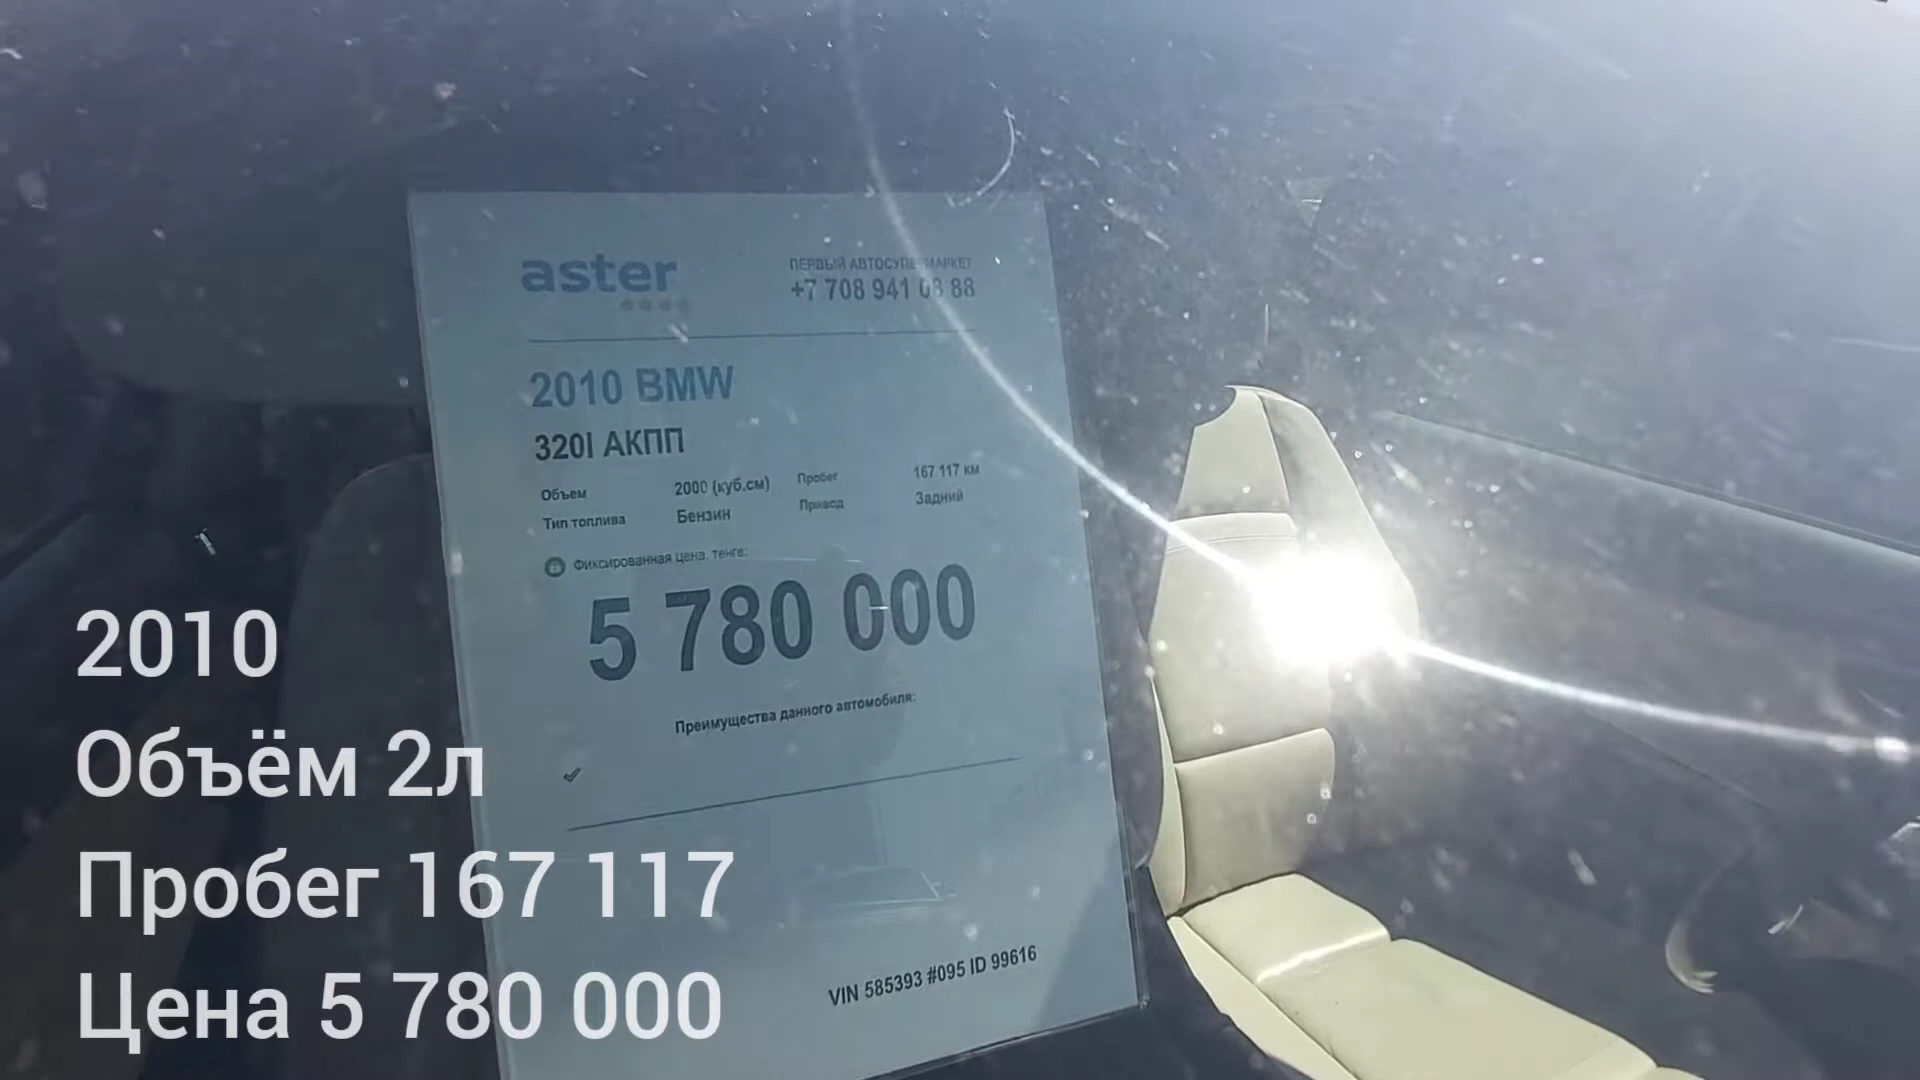 aster
ПЕРВЫЙ АВТОСУПЕРМАРКЕТ
+7 708 941 08 88
2010 BMW
320I АКПП
Объем 2000 (куб.см) Пробег 167 117 км
Тип топлива Бензин Привод Задний
Фиксированная цена, тенге:
5 780 000
Преимущества данного автомобиля:
VIN 585393 #095 ID 99616
2010
Объём 2л
Пробег 167 117
Цена 5 780 000